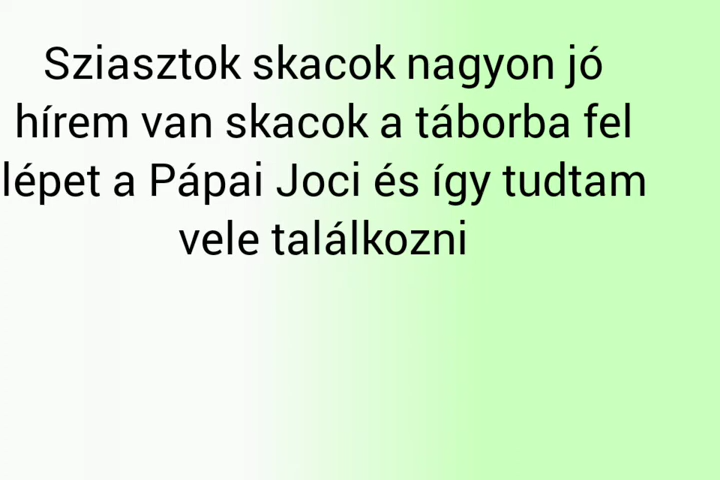 Sziasztok skacok nagyon jó
hírem van skacok a táborba fel
lépet a Pápai Joci és így tudtam
vele találkozni